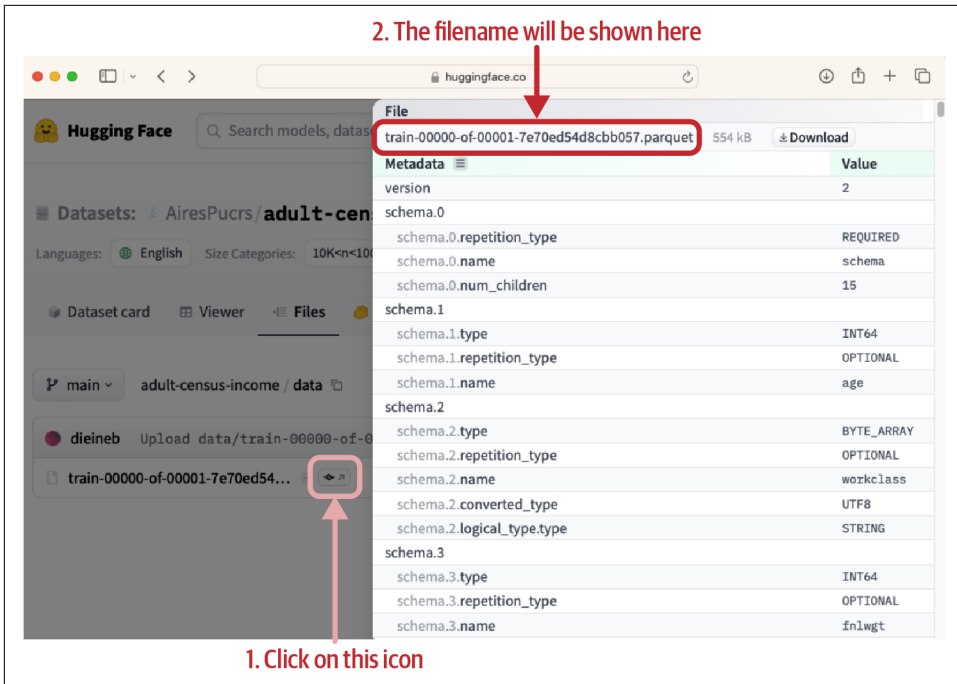 2. The filename will be shown here
huggingface.co
Hugging Face
Search models, datas
Datasets: AiresPucrs/adult-cen
Languages: English Size Categories: 10K<n<100
Dataset card Viewer Files
main adult-census-income / data
dieineb Upload data/train-00000-of-0
train-00000-of-00001-7e70ed54...
1. Click on this icon
File
train-00000-of-00001-7e70ed54d8cbb057.parquet 554 kB Download
Metadata Value
version 2
schema.0
schema.0.repetition_type REQUIRED
schema.0.name schema
schema.0.num_children 15
schema.1
schema.1.type INT64
schema.1.repetition_type OPTIONAL
schema.1.name age
schema.2
schema.2.type BYTE_ARRAY
schema.2.repetition_type OPTIONAL
schema.2.name workclass
schema.2.converted_type UTF8
schema.2.logical_type.type STRING
schema.3
schema.3.type INT64
schema.3.repetition_type OPTIONAL
schema.3.name fnlwgt